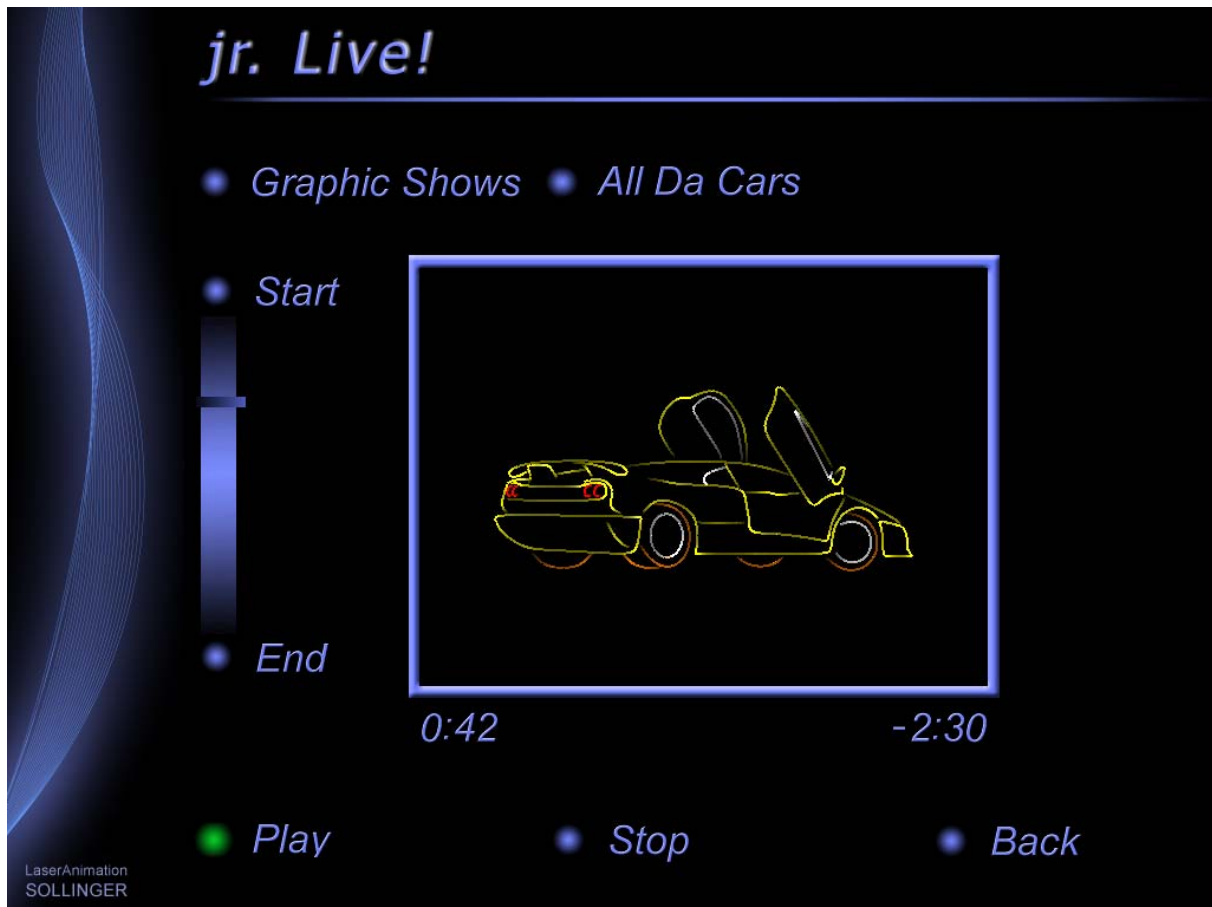 jr. Live!
Graphic Shows All Da Cars
Start
End
0:42 -2:30
Play Stop Back
LaserAnimation
SOLLINGER